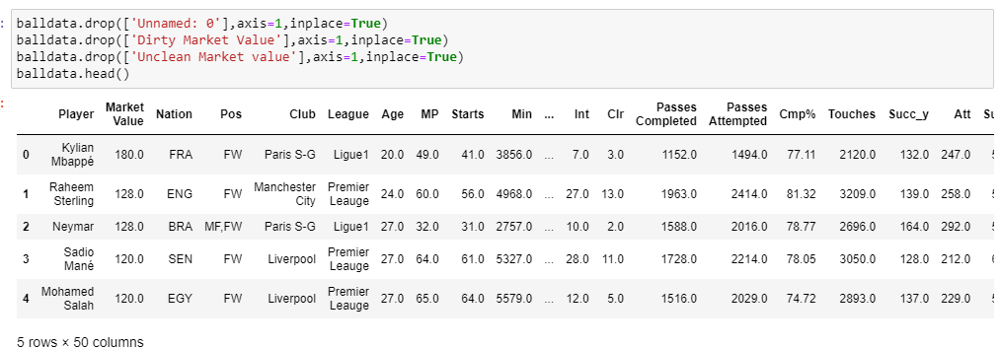 balldata.drop(['Unnamed: 0'],axis=1,inplace=True)
balldata.drop(['Dirty Market Value'],axis=1,inplace=True)
balldata.drop(['Unclean Market value'],axis=1,inplace=True)
balldata.head()
Player Market Value Nation Pos Club League Age MP Starts Min ... Int Clr Passes Completed Passes Attempted Cmp% Touches Succ_y Att
0 Kylian Mbappé 180.0 FRA FW Paris S-G Ligue1 20.0 49.0 41.0 3856.0 ... 7.0 3.0 1152.0 1494.0 77.11 2120.0 132.0 247.0
1 Raheem Sterling 128.0 ENG FW Manchester City Premier Leauge 24.0 60.0 56.0 4968.0 ... 27.0 13.0 1963.0 2414.0 81.32 3209.0 139.0 258.0
2 Neymar 128.0 BRA MF,FW Paris S-G Ligue1 27.0 32.0 31.0 2757.0 ... 10.0 2.0 1588.0 2016.0 78.77 2696.0 164.0 292.0
3 Sadio Mané 120.0 SEN FW Liverpool Premier Leauge 27.0 64.0 61.0 5327.0 ... 28.0 11.0 1728.0 2214.0 78.05 3050.0 128.0 212.0
4 Mohamed Salah 120.0 EGY FW Liverpool Premier Leauge 27.0 65.0 64.0 5579.0 ... 12.0 5.0 1516.0 2029.0 74.72 2893.0 137.0 229.0
5 rows × 50 columns